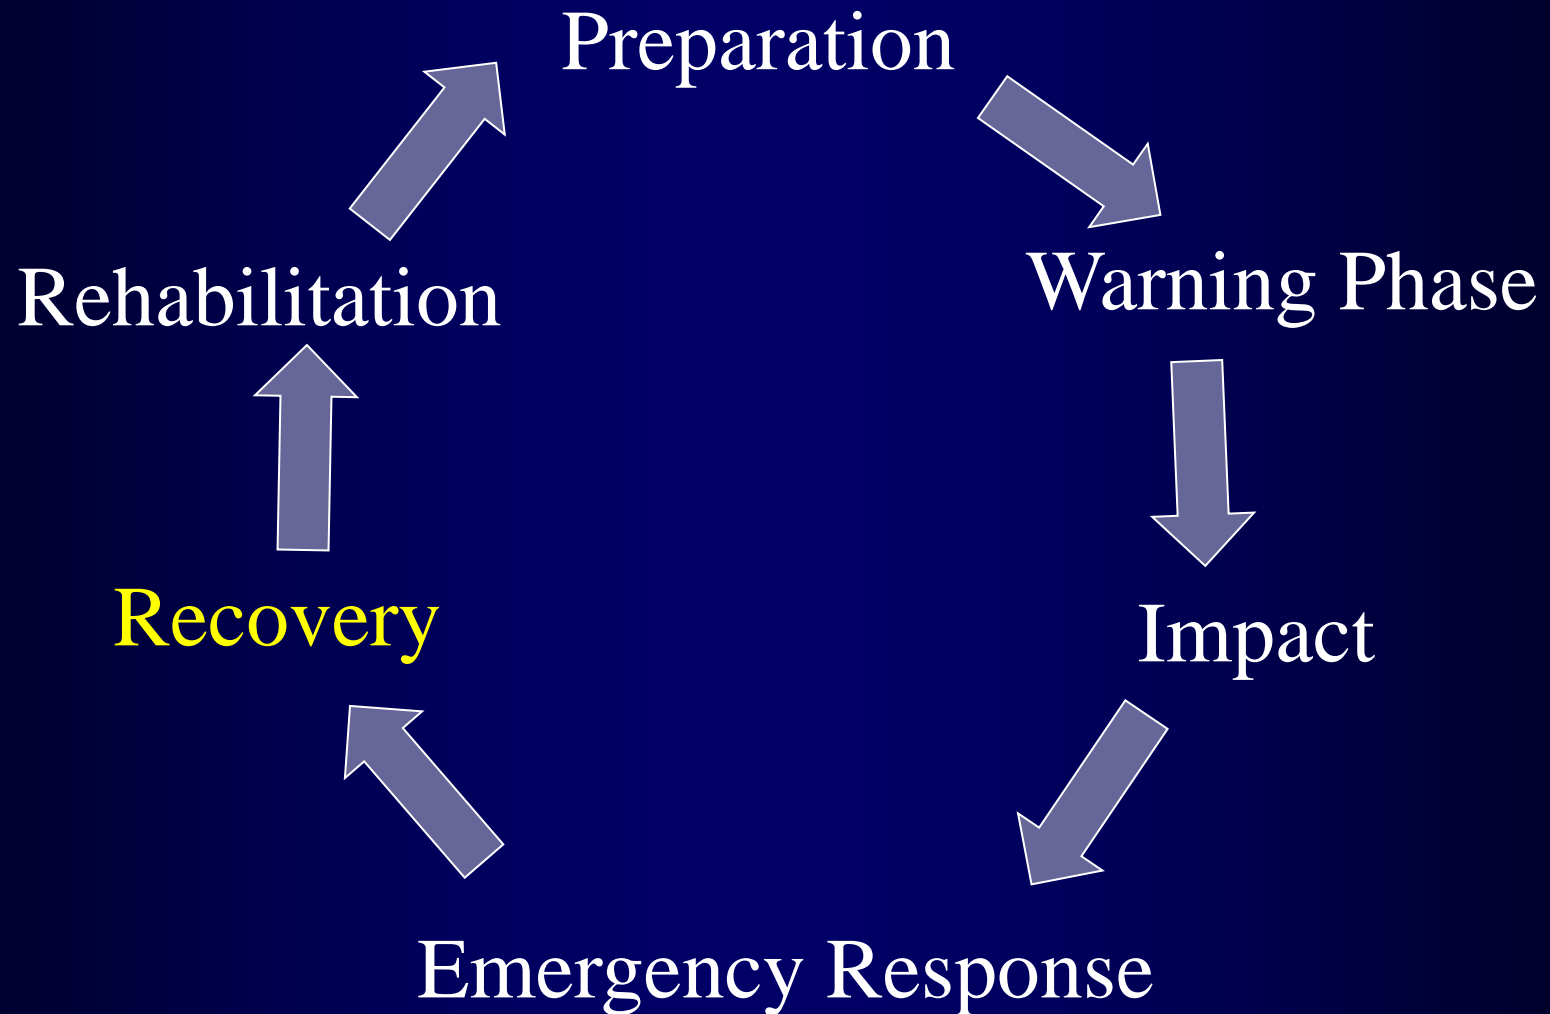 Preparation
Warning Phase
Impact
Emergency Response
Recovery
Rehabilitation